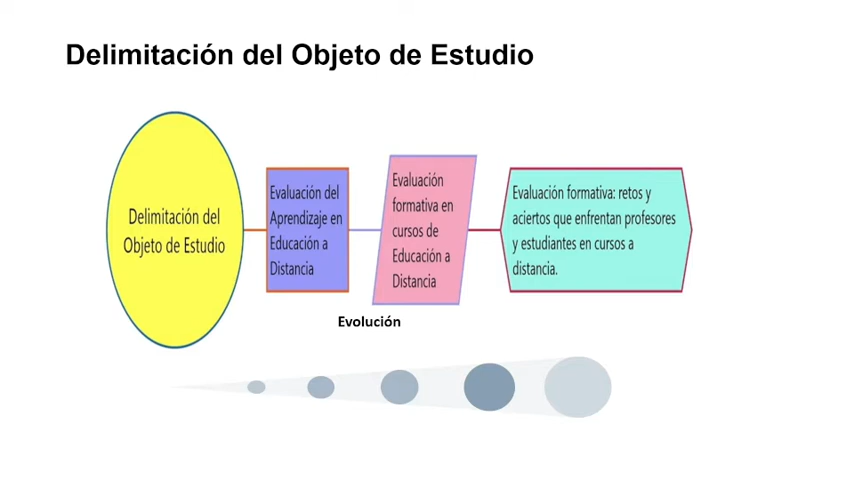 Delimitación del Objeto de Estudio
Delimitación del
Objeto de Estudio
Evaluación del
Aprendizaje en
Educación a
Distancia
Evaluación
formativa en
cursos de
Educación a
Distancia
Evaluación formativa: retos y
aciertos que enfrentan profesores
y estudiantes en cursos a
distancia.
Evolución